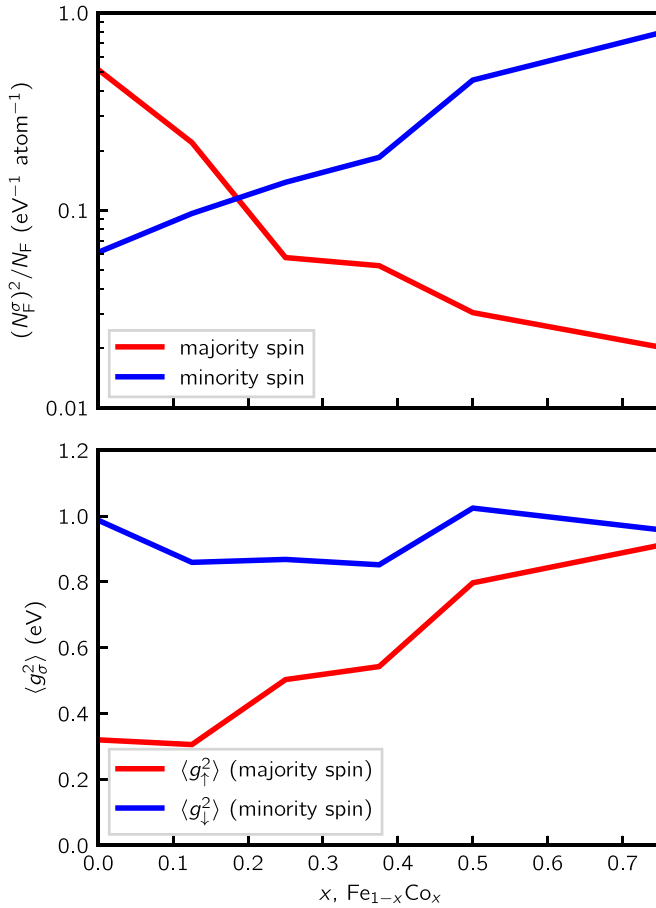 1.0
0.1
0.01
(N_F^σ)²/N_F (eV⁻¹ atom⁻¹)
majority spin
minority spin
1.2
1.0
0.8
0.6
0.4
0.2
0.0
⟨g_σ²⟩ (eV)
⟨g_↑²⟩ (majority spin)
⟨g_↓²⟩ (minority spin)
0.0 0.1 0.2 0.3 0.4 0.5 0.6 0.7
x, Fe₁₋ₓCoₓ